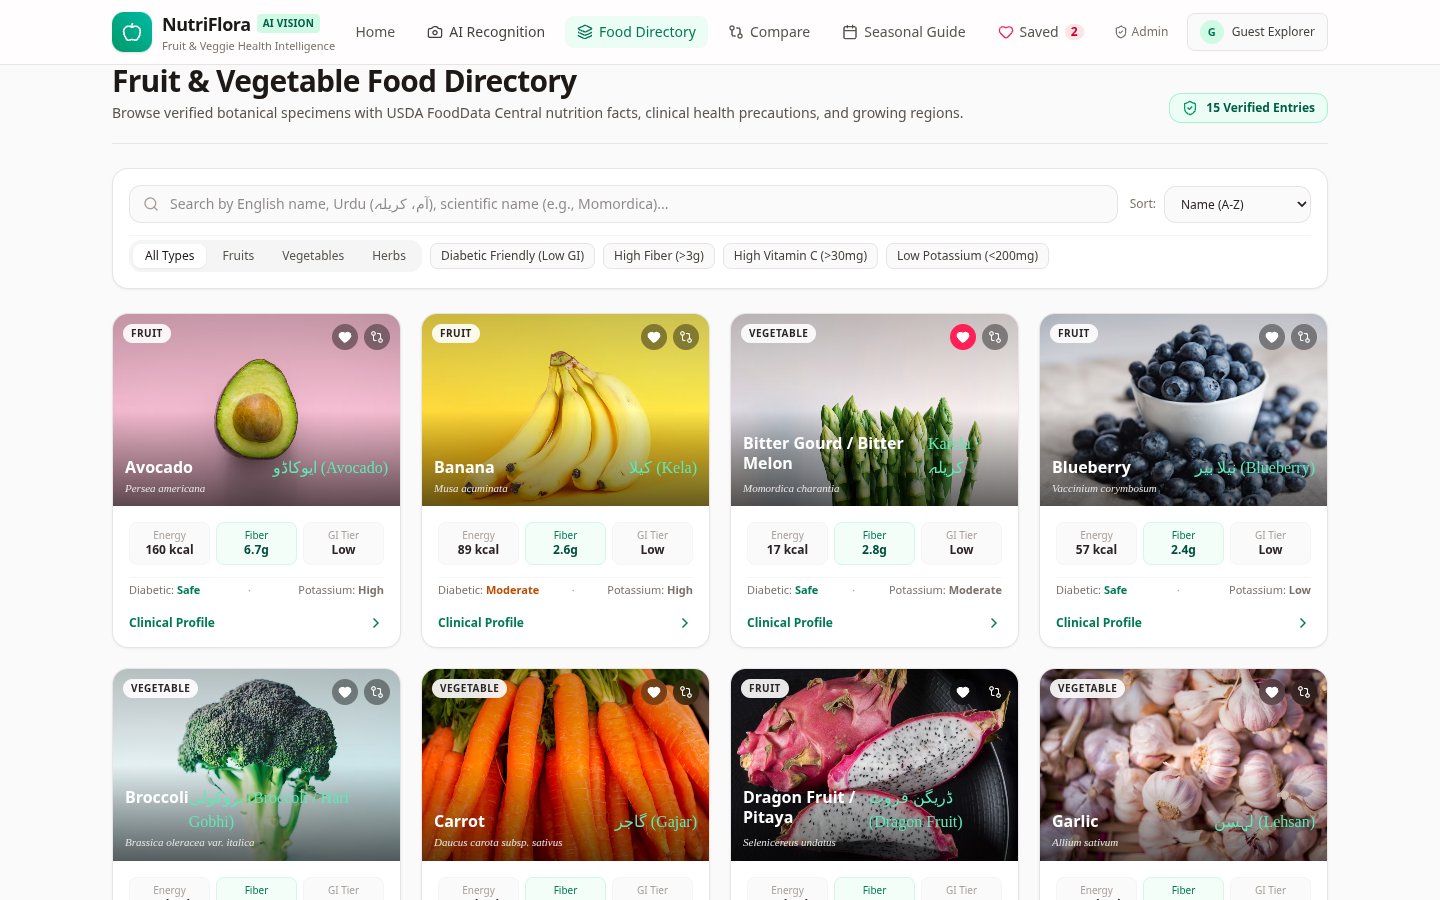 NutriFlora AI VISION
Fruit & Veggie Health Intelligence
Home AI Recognition Food Directory Compare Seasonal Guide Saved 2 Admin G Guest Explorer
Fruit & Vegetable Food Directory
Browse verified botanical specimens with USDA FoodData Central nutrition facts, clinical health precautions, and growing regions.
15 Verified Entries
Search by English name, Urdu (آم، کریلہ), scientific name (e.g., Momordica)...
Sort: Name (A-Z)
All Types Fruits Vegetables Herbs Diabetic Friendly (Low GI) High Fiber (>3g) High Vitamin C (>30mg) Low Potassium (<200mg)
FRUIT
Avocado ایوکاڈو (Avocado)
Persea americana
Energy Fiber GI Tier
160 kcal 6.7g Low
Diabetic: Safe · Potassium: High
Clinical Profile
FRUIT
Banana کیلا (Kela)
Musa acuminata
Energy Fiber GI Tier
89 kcal 2.6g Low
Diabetic: Moderate · Potassium: High
Clinical Profile
VEGETABLE
Bitter Gourd / Bitter Melon
Karela کریلہ
Momordica charantia
Energy Fiber GI Tier
17 kcal 2.8g Low
Diabetic: Safe · Potassium: Moderate
Clinical Profile
FRUIT
Blueberry نیلا بیر (Blueberry)
Vaccinium corymbosum
Energy Fiber GI Tier
57 kcal 2.4g Low
Diabetic: Safe · Potassium: Low
Clinical Profile
VEGETABLE
Broccoli بروکولی (Broccoli / Hari
Gobhi)
Brassica oleracea var. italica
Energy Fiber GI Tier
VEGETABLE
Carrot گاجر (Gajar)
Daucus carota subsp. sativus
Energy Fiber GI Tier
FRUIT
Dragon Fruit / Pitaya
ڈریگن فروٹ
(Dragon Fruit)
Selenicereus undatus
Energy Fiber GI Tier
VEGETABLE
Garlic لہسن (Lehsan)
Allium sativum
Energy Fiber GI Tier